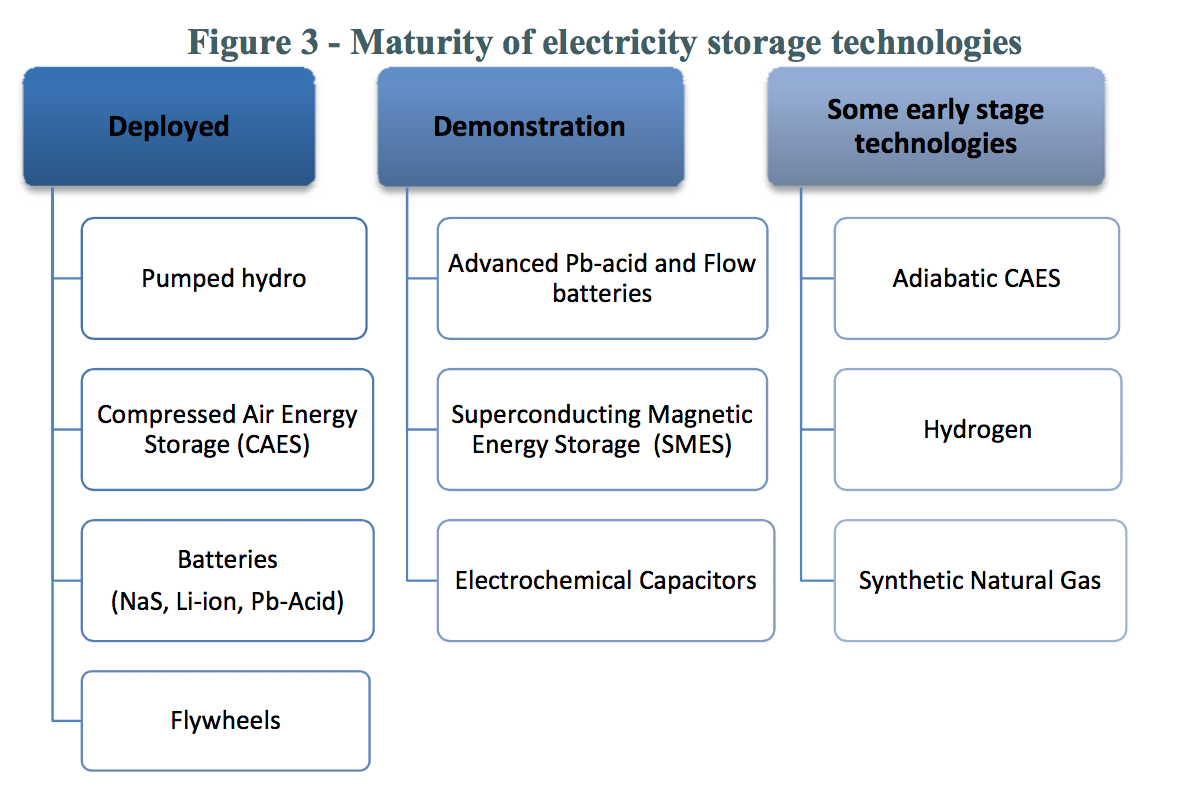 Figure 3 - Maturity of electricity storage technologies
Deployed
Pumped hydro
Compressed Air Energy
Storage (CAES)
Batteries
(NaS, Li-ion, Pb-Acid)
Flywheels
Demonstration
Advanced Pb-acid and Flow
batteries
Superconducting Magnetic
Energy Storage  (SMES)
Electrochemical Capacitors
Some early stage
technologies
Adiabatic CAES
Hydrogen
Synthetic Natural Gas